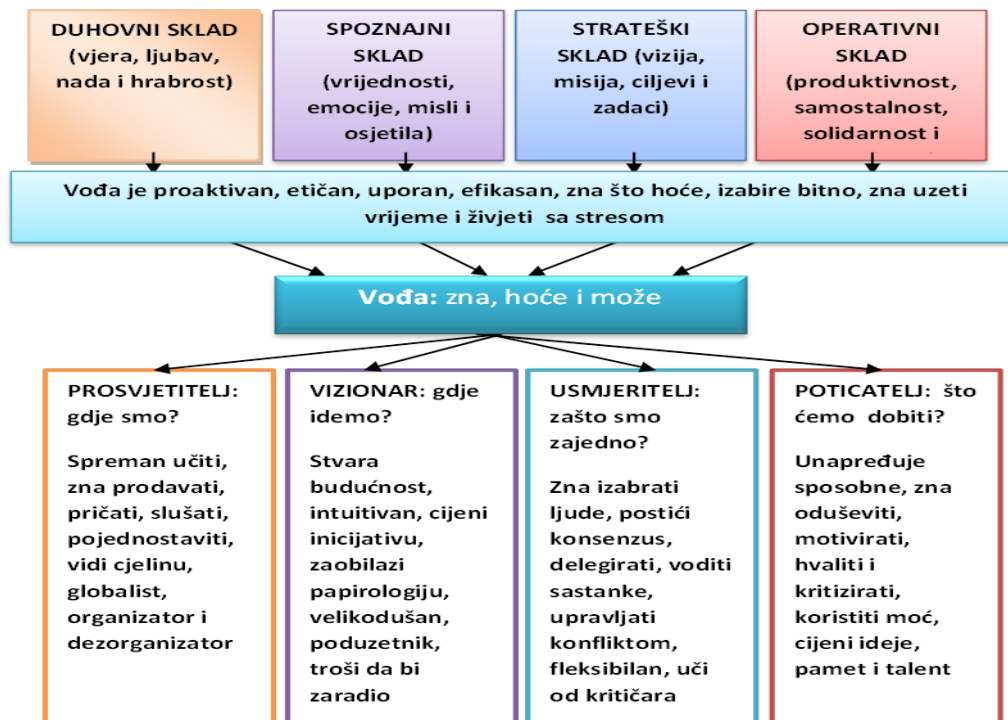 DUHOVNI SKLAD
(vjera, ljubav,
nada i hrabrost)
SPOZNAJNI
SKLAD
(vrijednosti,
emocije, misli i
osjetila)
STRATEŠKI
SKLAD (vizija,
misija, ciljevi i
zadaci)
OPERATIVNI
SKLAD
(produktivnost,
samostalnost,
solidarnost i
Vođa je proaktivan, etičan, uporan, efikasan, zna što hoće, izabire bitno, zna uzeti
vrijeme i živjeti sa stresom
Vođa: zna, hoće i može
PROSVJETITELJ:
gdje smo?
Spreman učiti,
zna prodavati,
pričati, slušati,
pojednostaviti,
vidi cjelinu,
globalist,
organizator i
dezorganizator
VIZIONAR: gdje
idemo?
Stvara
budućnost,
intuitivan, cijeni
inicijativu,
zaobilazi
papirologiju,
velikodušan,
poduzetnik,
troši da bi
zaradio
USMJERITELJ:
zašto smo
zajedno?
Zna izabrati
ljude, postići
konsenzus,
delegirati, voditi
sastanke,
upravljati
konfliktom,
fleksibilan, uči
od kritičara
POTICATELJ: što
ćemo dobiti?
Unapređuje
sposobne, zna
oduševiti,
motivirati,
hvaliti i
kritizirati,
koristiti moć,
cijeni ideje,
pamet i talent